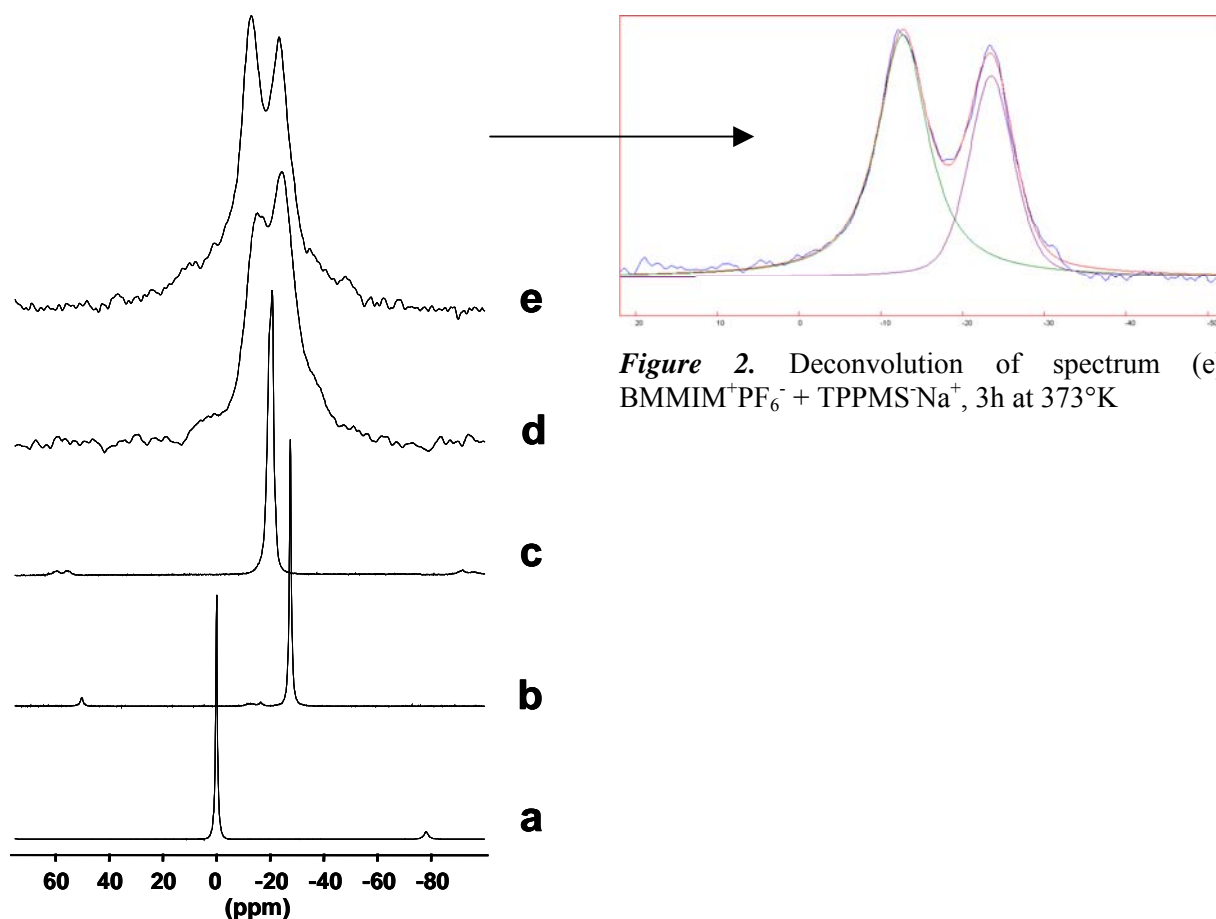 e
d
c
b
a
60 40 20 0 -20 -40 -60 -80
(ppm)
20 10 0 -10 -20 -30 -40 -50
Figure 2. Deconvolution of spectrum (e)
BMMIM⁺PF₆⁻ + TPPMS⁻Na⁺, 3h at 373°K